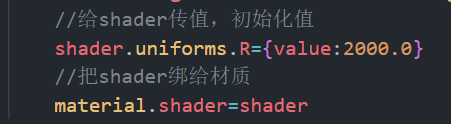 //给shader传值，初始化值
shader.uniforms.R={value:2000.0}
//把shader绑给材质
material.shader=shader